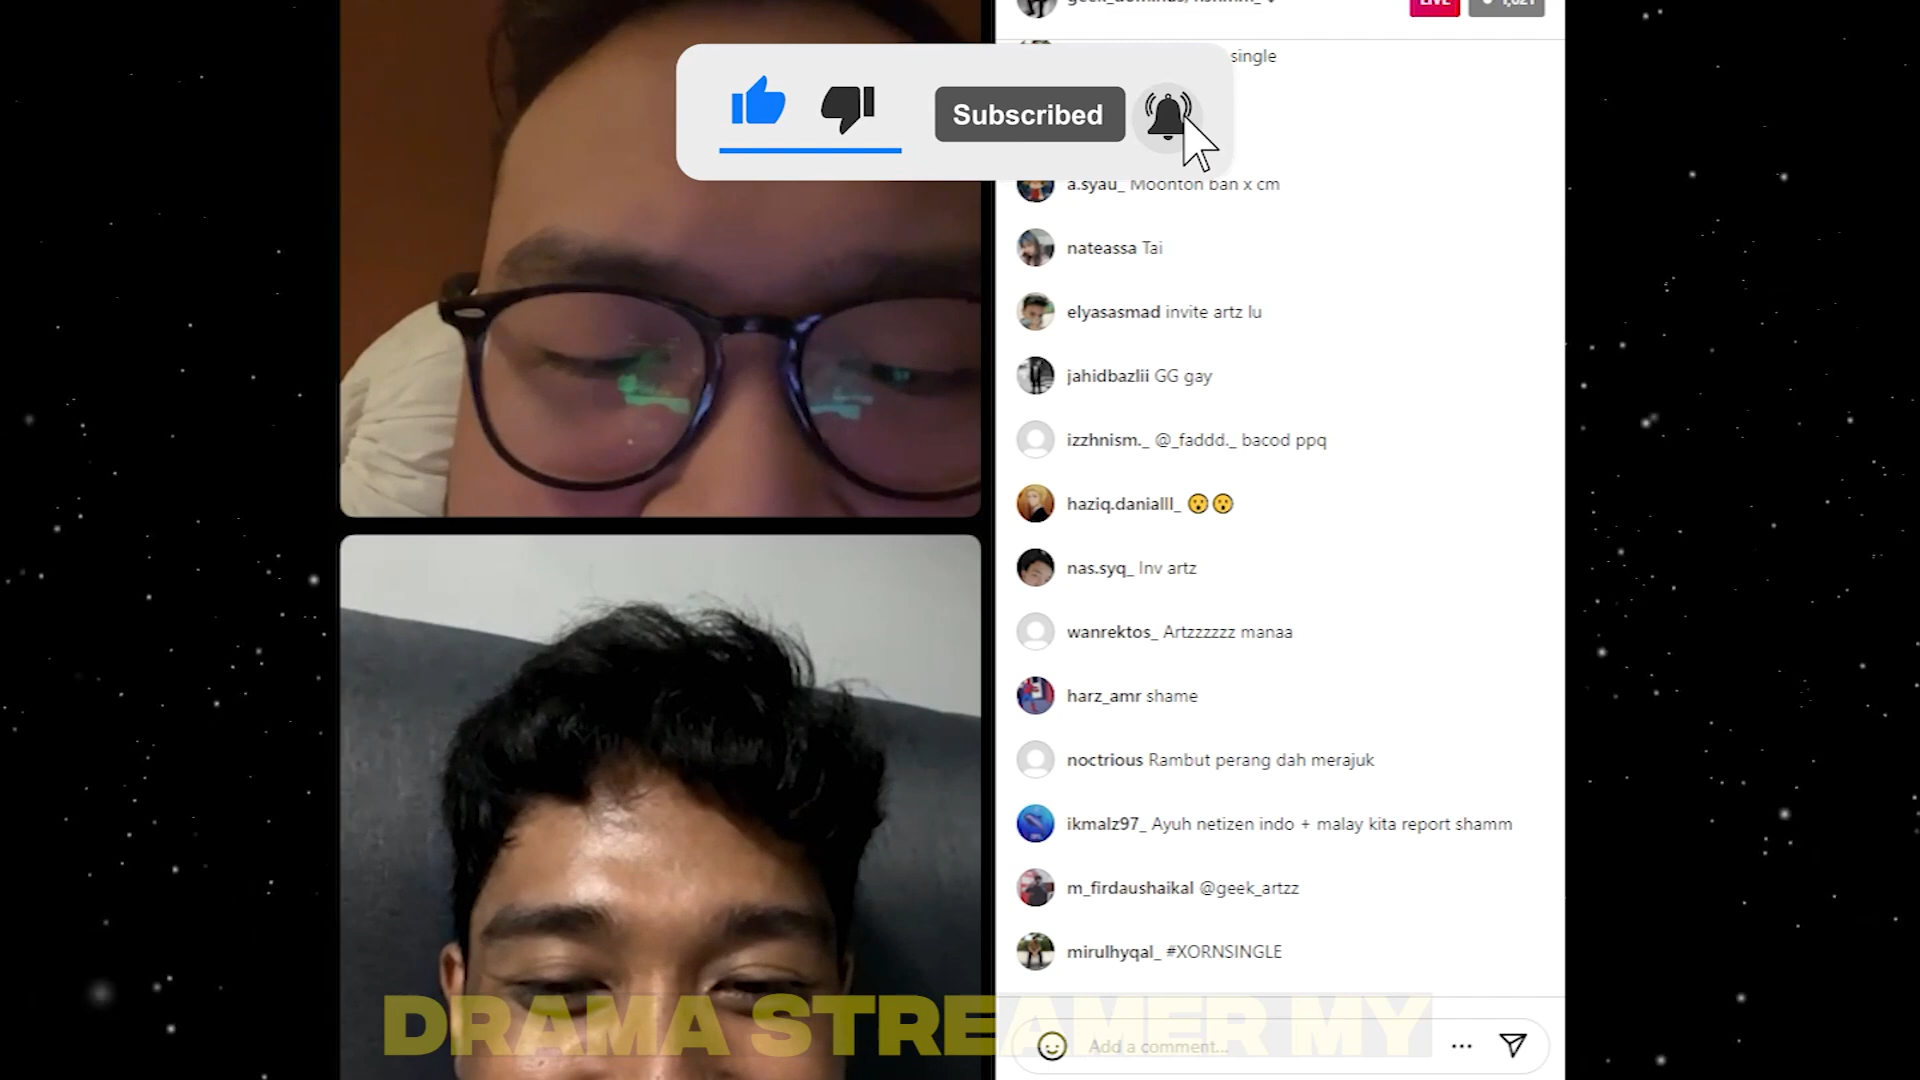 LIVE
single
Subscribed
a.syau_ Moonton ban x cm
nateassa Tai
elyasasmad invite artz lu
jahidbazlii GG gay
izzhnism._ @_faddd._ bacod ppq
haziq.danialll_ 😮😮
nas.syq_ Inv artz
wanrektos_ Artzzzzzz manaa
harz_amr shame
noctrious Rambut perang dah merajuk
ikmalz97_ Ayuh netizen indo + malay kita report shamm
m_firdaushaikal @geek_artzz
mirulhyqal_ #XORNSINGLE
DRAMA STREAMER MY
Add a comment...